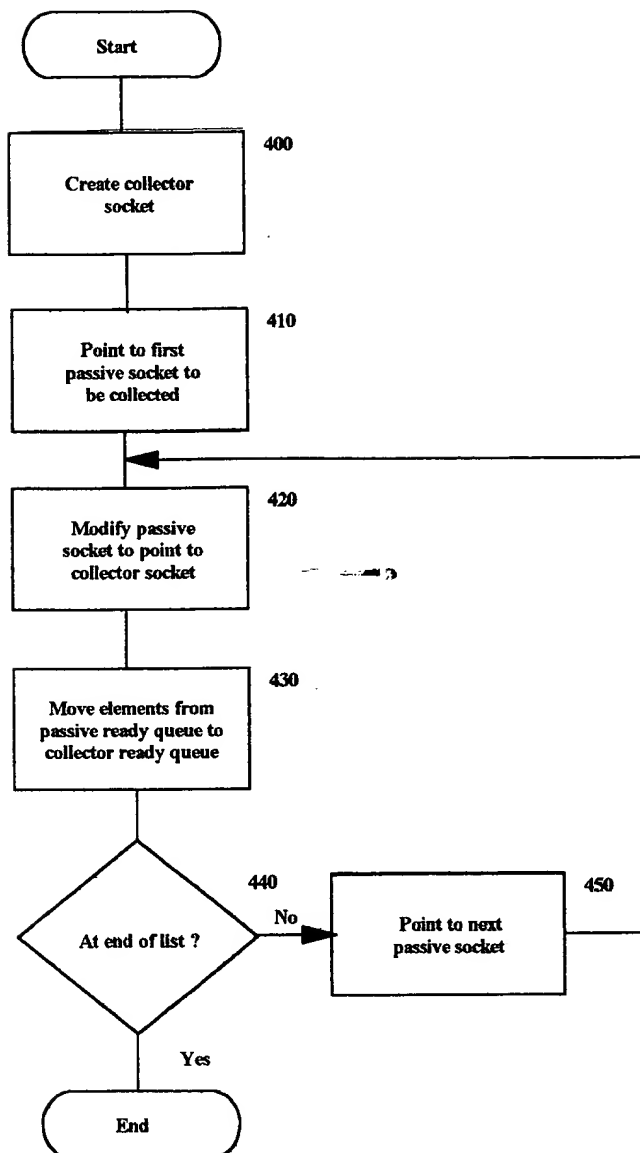 Start
400
Create collector
socket
410
Point to first
passive socket to
be collected
420
Modify passive
socket to point to
collector socket
430
Move elements from
passive ready queue to
collector ready queue
440
At end of list ?
No
450
Point to next
passive socket
Yes
End